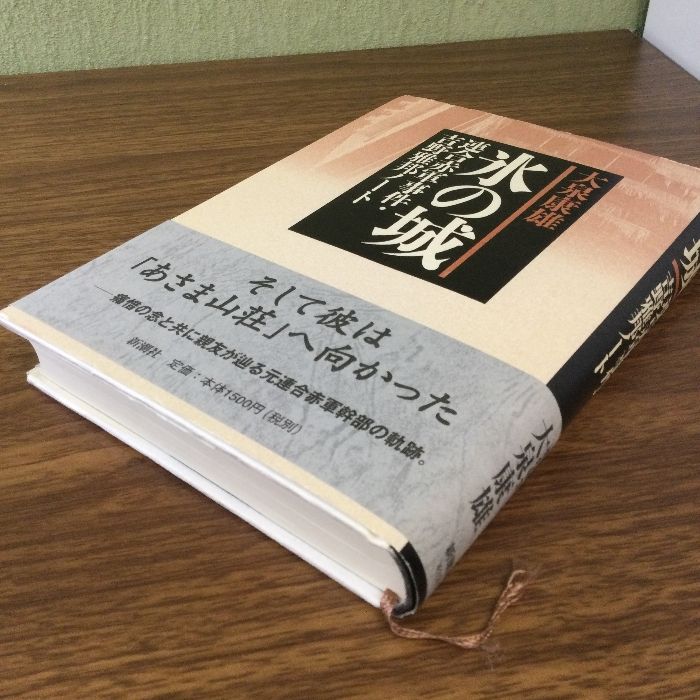 大泉康雄
氷の城
連合赤軍事件・
吉野雅邦ノート
そして彼は
「あさま山荘」へ向かった
──痛惜の念と共に親友が辿る元連合赤軍幹部の軌跡。
新潮社 定価：本体1500円(税別)
大泉康雄